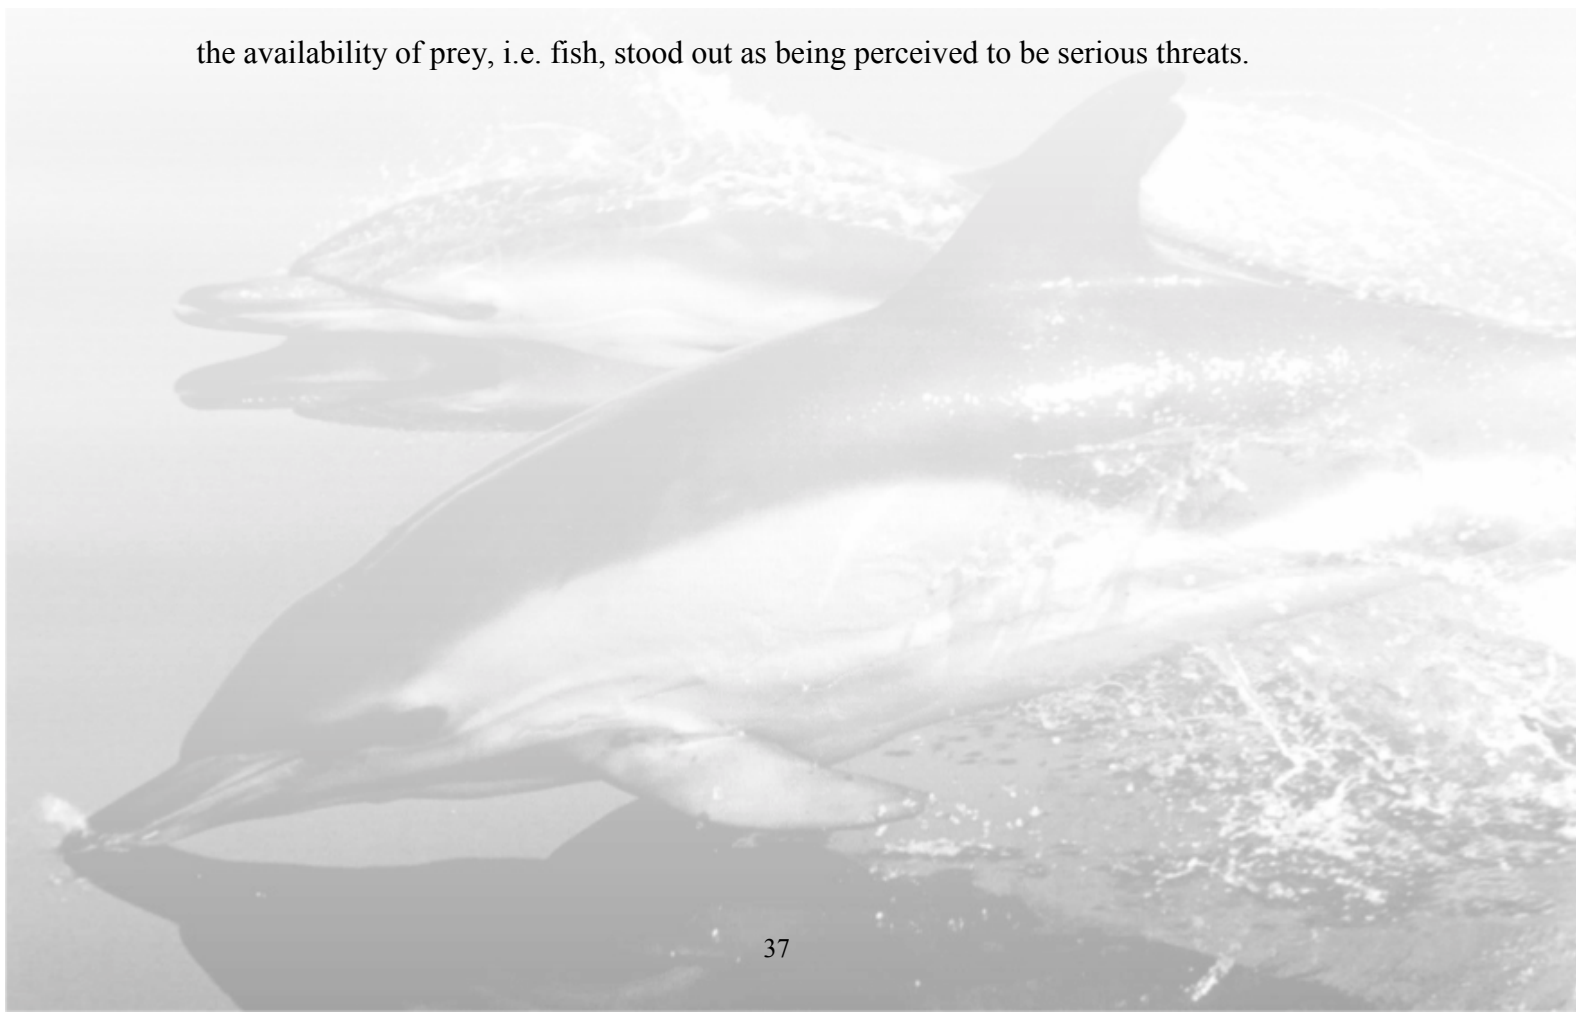 the availability of prey, i.e. fish, stood out as being perceived to be serious threats.
37